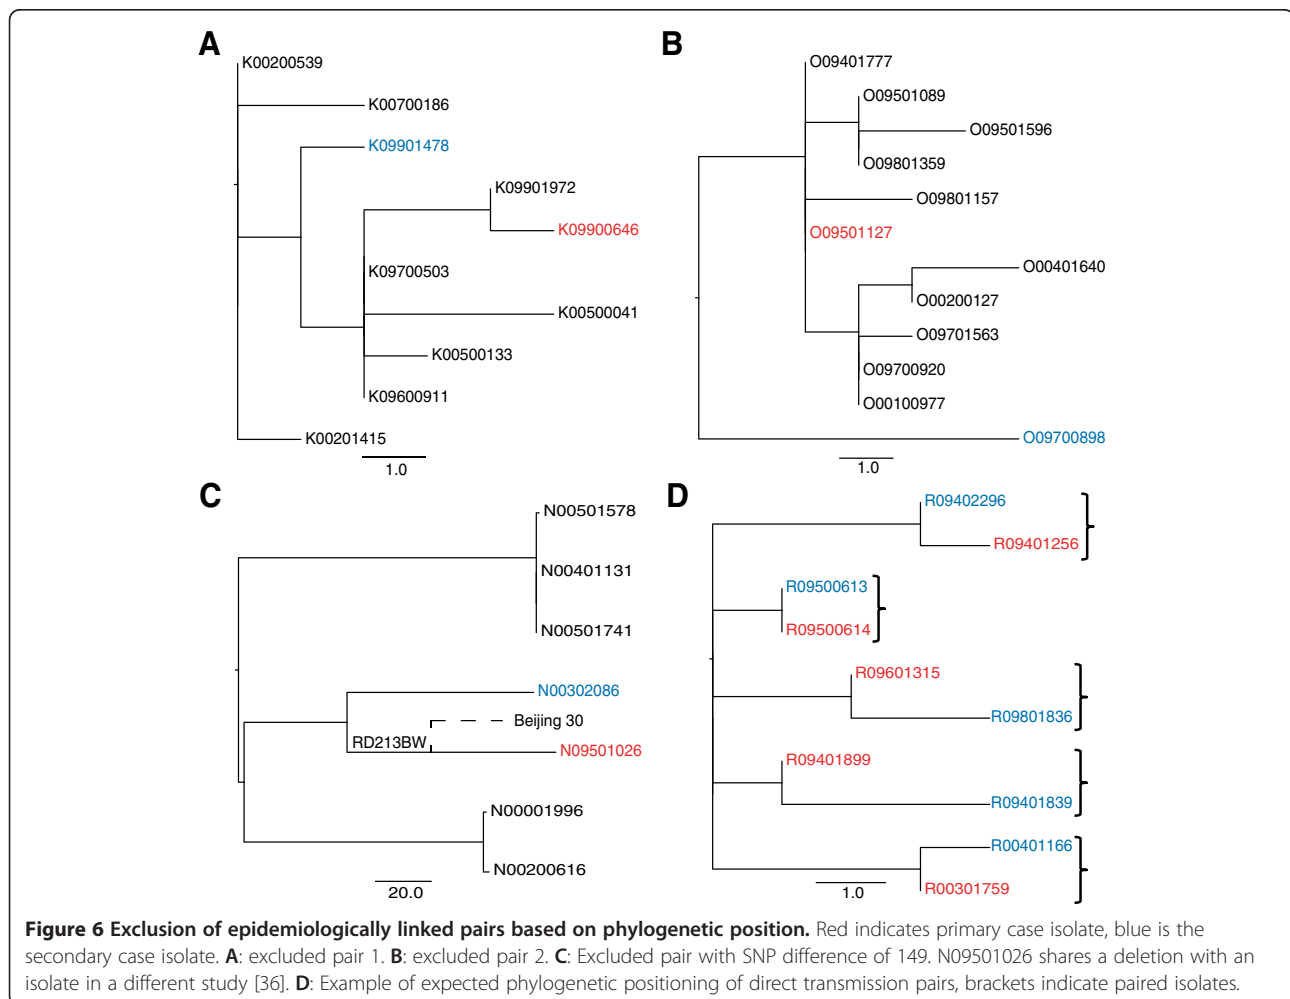 A
K00200539
K00700186
K09901478
K09901972
K09900646
K09700503
K00500041
K00500133
K09600911
K00201415
1.0
B
O09401777
O09501089
O09501596
O09801359
O09801157
O09501127
O00401640
O00200127
O09701563
O09700920
O00100977
O09700898
1.0
C
N00501578
N00401131
N00501741
N00302086
Beijing 30
RD213BW
N09501026
N00001996
N00200616
20.0
D
R09402296
R09401256
R09500613
R09500614
R09601315
R09801836
R09401899
R09401839
R00401166
R00301759
1.0
Figure 6 Exclusion of epidemiologically linked pairs based on phylogenetic position. Red indicates primary case isolate, blue is the
secondary case isolate. A: excluded pair 1. B: excluded pair 2. C: Excluded pair with SNP difference of 149. N09501026 shares a deletion with an
isolate in a different study [36]. D: Example of expected phylogenetic positioning of direct transmission pairs, brackets indicate paired isolates.